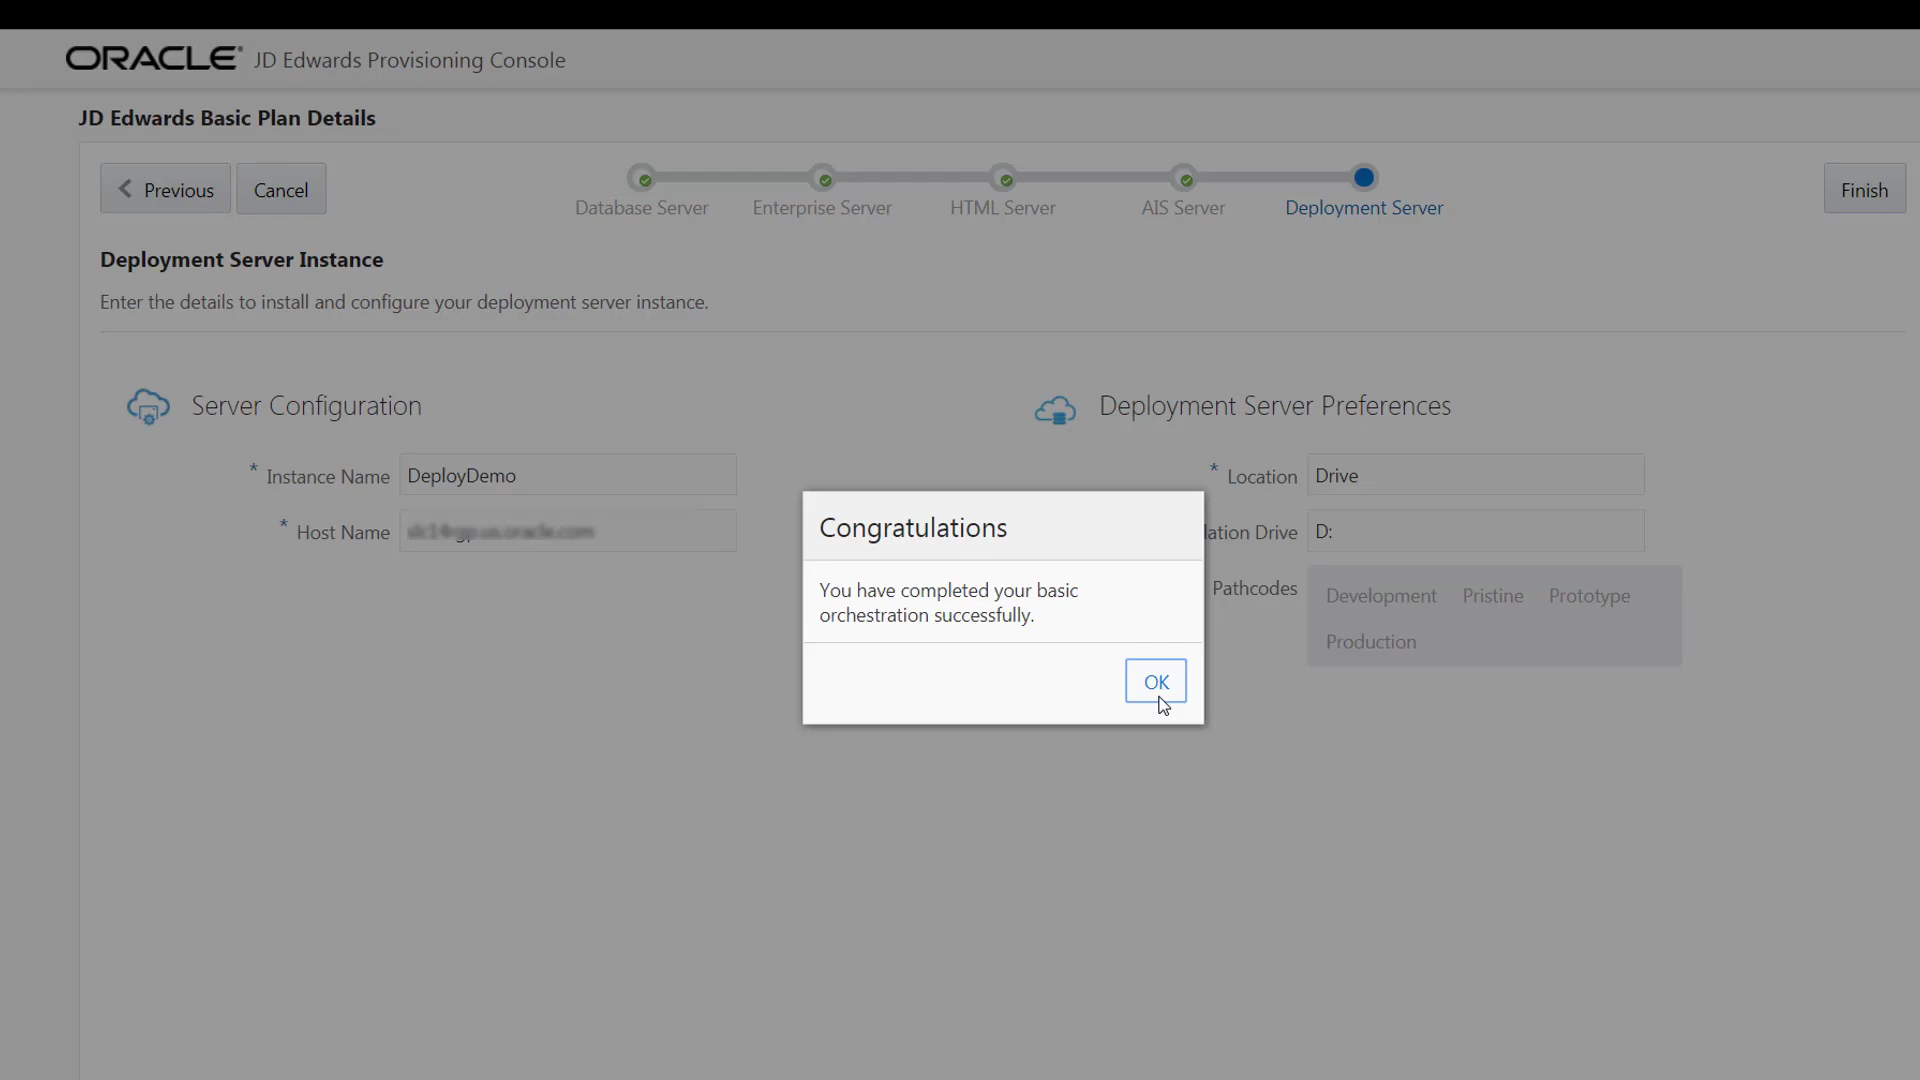 ORACLE JD Edwards Provisioning Console
JD Edwards Basic Plan Details
Previous
Cancel
Database Server
Enterprise Server
HTML Server
AIS Server
Deployment Server
Finish
Deployment Server Instance
Enter the details to install and configure your deployment server instance.
Server Configuration
* Instance Name DeployDemo
* Host Name
Deployment Server Preferences
* Location Drive
Drive D:
Pathcodes
Development Pristine Prototype
Production
Congratulations
You have completed your basic
orchestration successfully.
OK